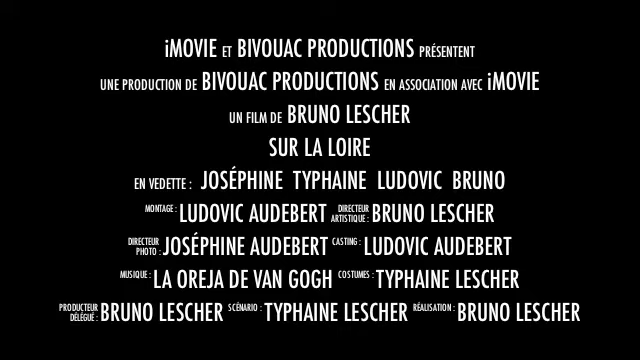 iMOVIE ET BIVOUAC PRODUCTIONS PRÉSENTENT
UNE PRODUCTION DE BIVOUAC PRODUCTIONS EN ASSOCIATION AVEC iMOVIE
UN FILM DE BRUNO LESCHER
SUR LA LOIRE
EN VEDETTE : JOSÉPHINE TYPHAINE LUDOVIC BRUNO
MONTAGE : LUDOVIC AUDEBERT DIRECTEUR ARTISTIQUE : BRUNO LESCHER
DIRECTEUR PHOTO : JOSÉPHINE AUDEBERT CASTING : LUDOVIC AUDEBERT
MUSIQUE : LA OREJA DE VAN GOGH COSTUMES : TYPHAINE LESCHER
PRODUCTEUR DÉLÉGUÉ : BRUNO LESCHER SCÉNARIO : TYPHAINE LESCHER RÉALISATION : BRUNO LESCHER